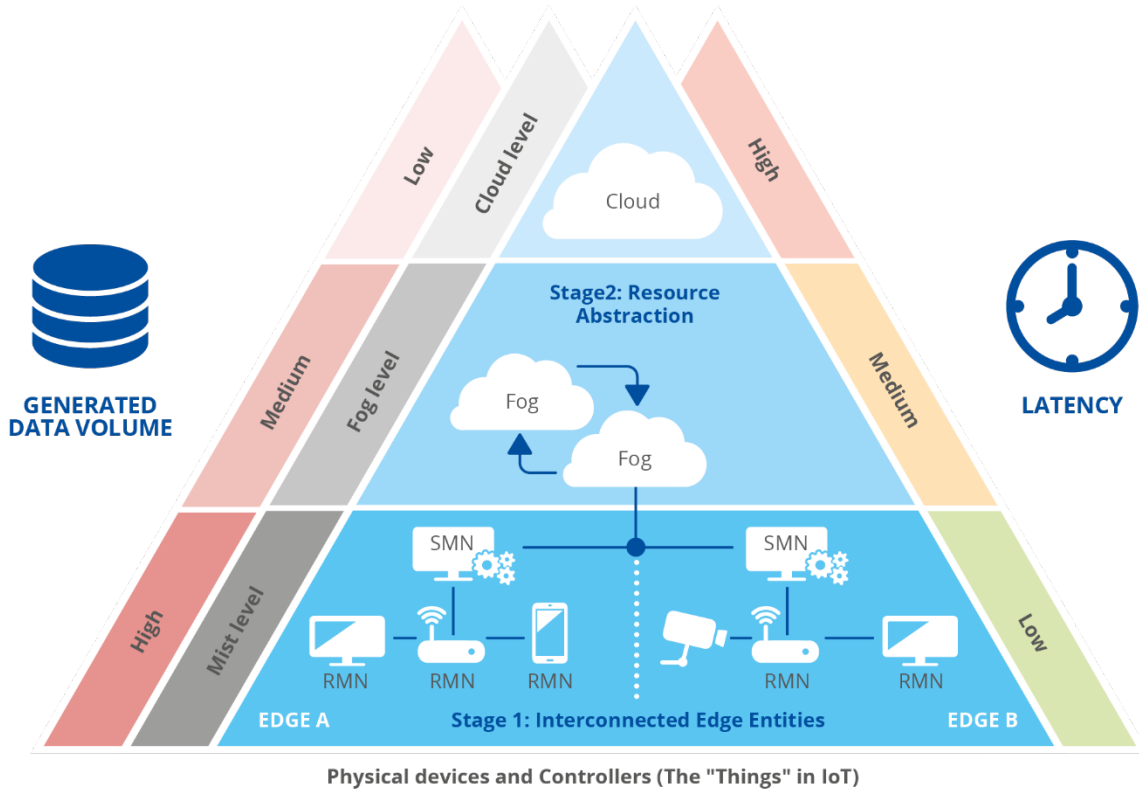 Low
Cloud level
High
Cloud
Stage2: Resource
Abstraction
GENERATED
DATA VOLUME
Medium
Fog level
Fog
Fog
Medium
LATENCY
High
Mist level
SMN
SMN
Low
RMN
RMN
RMN
RMN
RMN
EDGE A
Stage 1: Interconnected Edge Entities
EDGE B
Physical devices and Controllers (The "Things" in IoT)